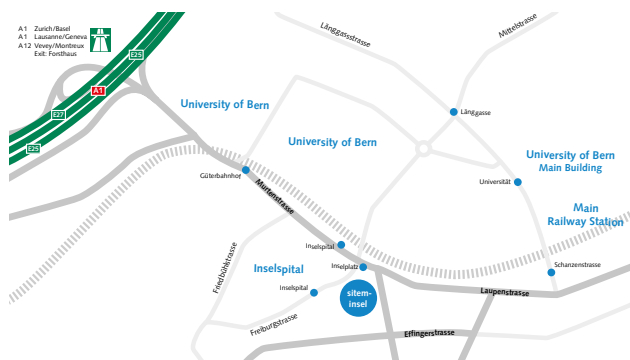 A1 Zurich/Basel
A1 Lausanne/Geneva
A12 Vevey/Montreux
Exit: Forsthaus
E25
A1
E27
E25
Länggassstrasse
Mittelstrasse
University of Bern
Länggasse
University of Bern
University of Bern
Main Building
Güterbahnhof
Universität
Murtenstrasse
Main
Railway Station
Inselspital
Friedbühlstrasse
Inselspital
Inselplatz
Schanzenstrasse
Inselspital
sitem-
insel
Laupenstrasse
Freiburgstrasse
Effingerstrasse